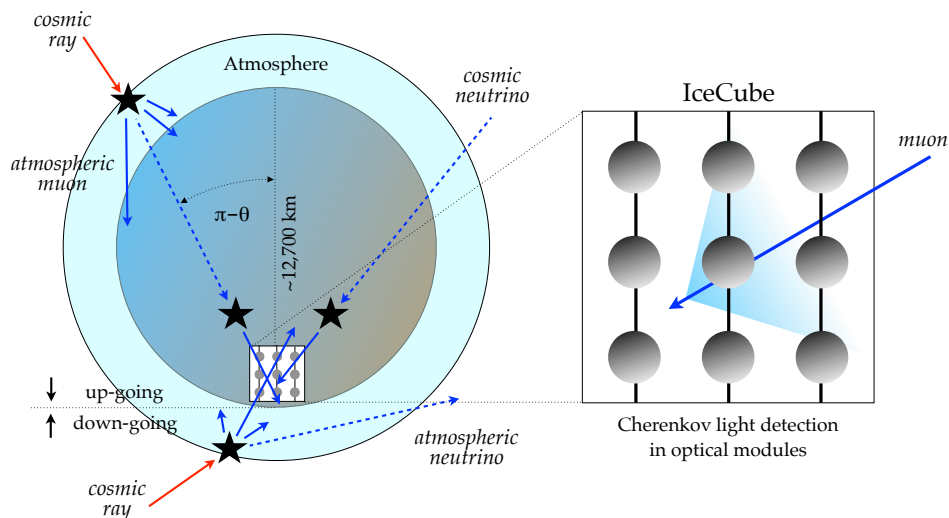 cosmic
ray
Atmosphere
cosmic
neutrino
atmospheric
muon
π−θ
~12,700 km
up-going
down-going
atmospheric
neutrino
cosmic
ray
IceCube
muon
Cherenkov light detection
in optical modules